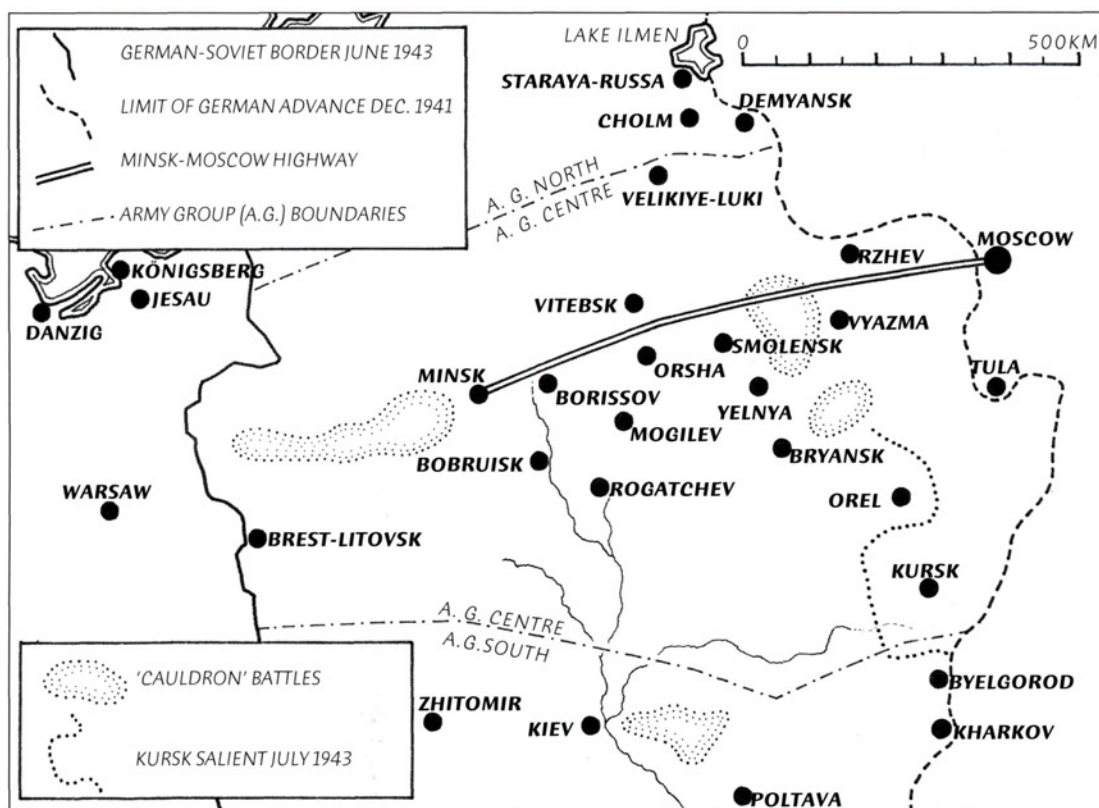 GERMAN-SOVIET BORDER JUNE 1943
LIMIT OF GERMAN ADVANCE DEC. 1941
MINSK-MOSCOW HIGHWAY
ARMY GROUP (A.G.) BOUNDARIES
LAKE ILMEN
0 500KM
STARAYA-RUSSA
CHOLM
DEMYANSK
A. G. NORTH
A. G. CENTRE
VELIKIYE-LUKI
KÖNIGSBERG
JESAU
DANZIG
RZHEV
MOSCOW
VITEBSK
VYAZMA
SMOLENSK
ORSHA
MINSK
BORISSOV
YELNYA
TULA
MOGILEV
BRYANSK
BOBRUISK
ROGATCHEV
OREL
WARSAW
BREST-LITOVSK
KURSK
A. G. CENTRE
A.G. SOUTH
'CAULDRON' BATTLES
KURSK SALIENT JULY 1943
ZHITOMIR
KIEV
BYELGOROD
KHARKOV
POLTAVA